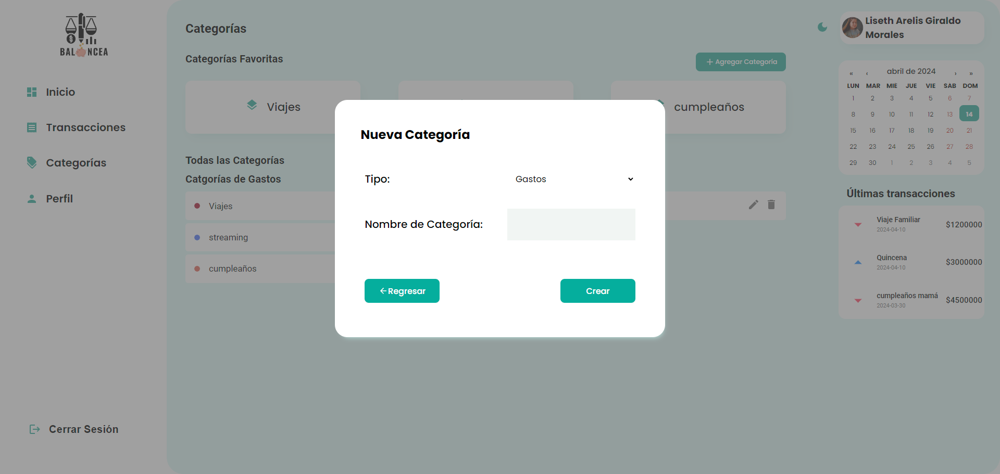 BALANCEA
Inicio
Transacciones
Categorías
Perfil
Cerrar Sesión
Categorías
Categorías Favoritas
+ Agregar Categoría
Viajes
cumpleaños
Todas las Categorías
Catgorías de Gastos
Viajes
streaming
cumpleaños
Nueva Categoría
Tipo:
Gastos
Nombre de Categoría:
Regresar
Crear
Liseth Arelis Giraldo
Morales
« ‹ abril de 2024 › »
LUN MAR MIÉ JUE VIE SÁB DOM
1 2 3 4 5 6 7
8 9 10 11 12 13 14
15 16 17 18 19 20 21
22 23 24 25 26 27 28
29 30 1 2 3 4 5
Últimas transacciones
Viaje Familiar
2024-04-10
$1200000
Quincena
2024-04-10
$3000000
cumpleaños mamá
2024-03-30
$4500000